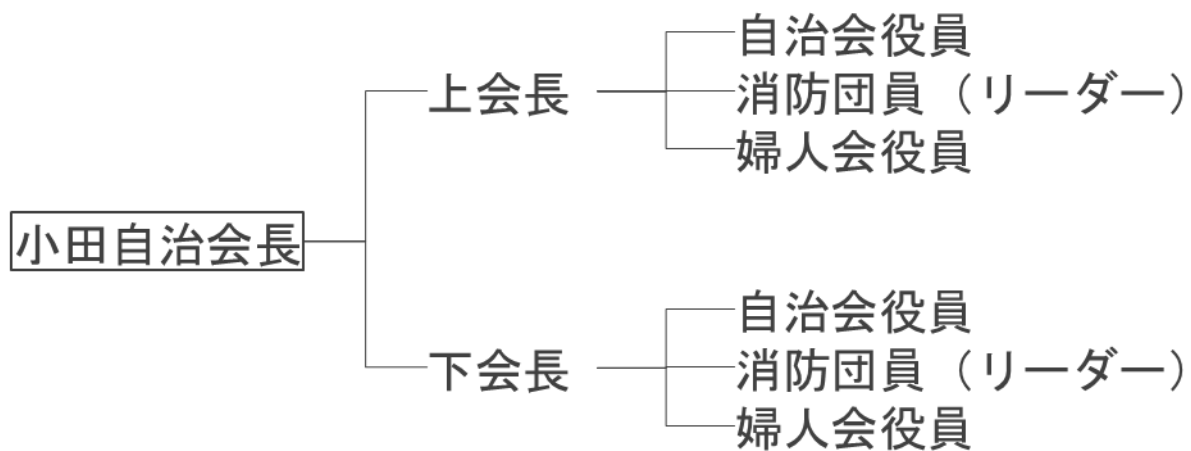 自治会役員
上会長
消防団員（リーダー）
婦人会役員
小田自治会長
自治会役員
下会長
消防団員（リーダー）
婦人会役員